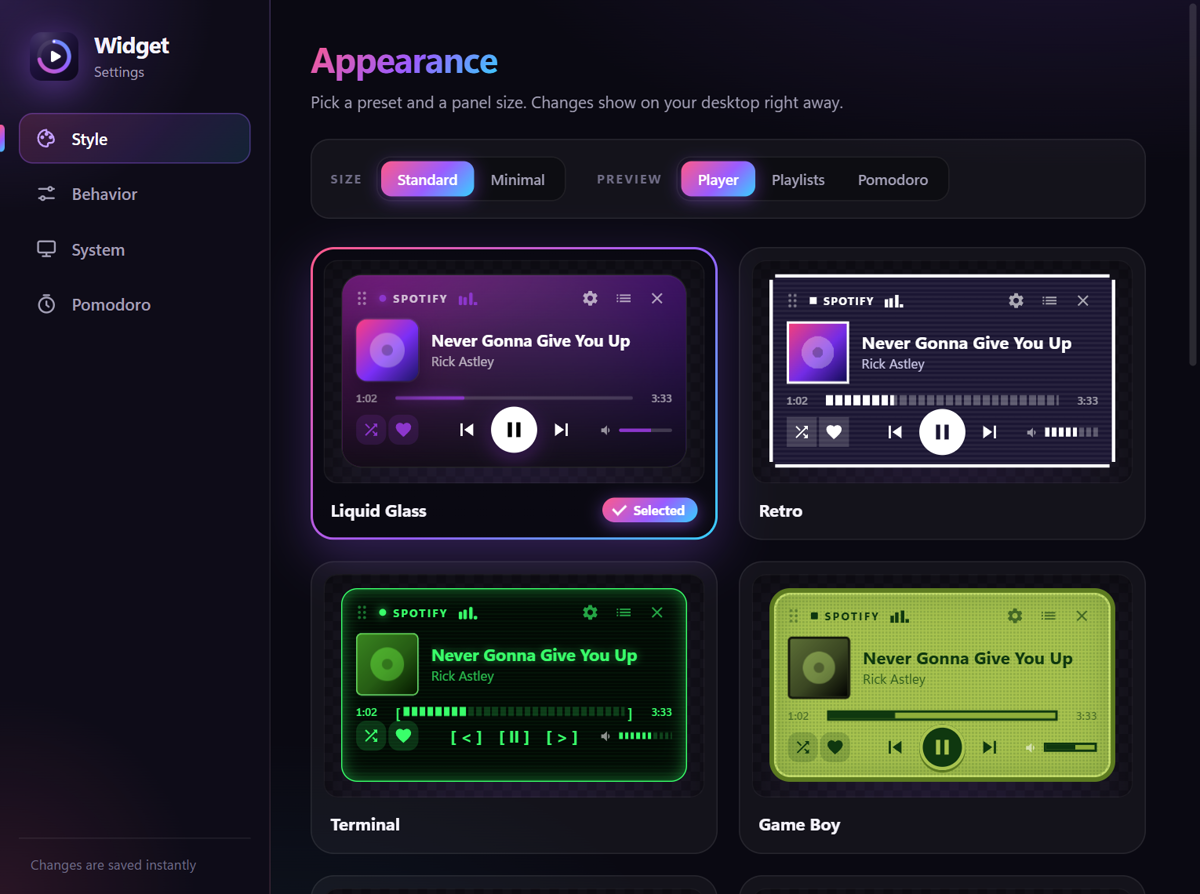 Widget
Settings
Style
Behavior
System
Pomodoro
Changes are saved instantly
Appearance
Pick a preset and a panel size. Changes show on your desktop right away.
SIZE Standard Minimal PREVIEW Player Playlists Pomodoro
SPOTIFY
Never Gonna Give You Up
Rick Astley
1:02 3:33
Liquid Glass Selected
SPOTIFY
Never Gonna Give You Up
Rick Astley
1:02 3:33
Retro
SPOTIFY
Never Gonna Give You Up
Rick Astley
1:02 [ ] 3:33
[<] [||] [>]
Terminal
SPOTIFY
Never Gonna Give You Up
Rick Astley
1:02 3:33
Game Boy